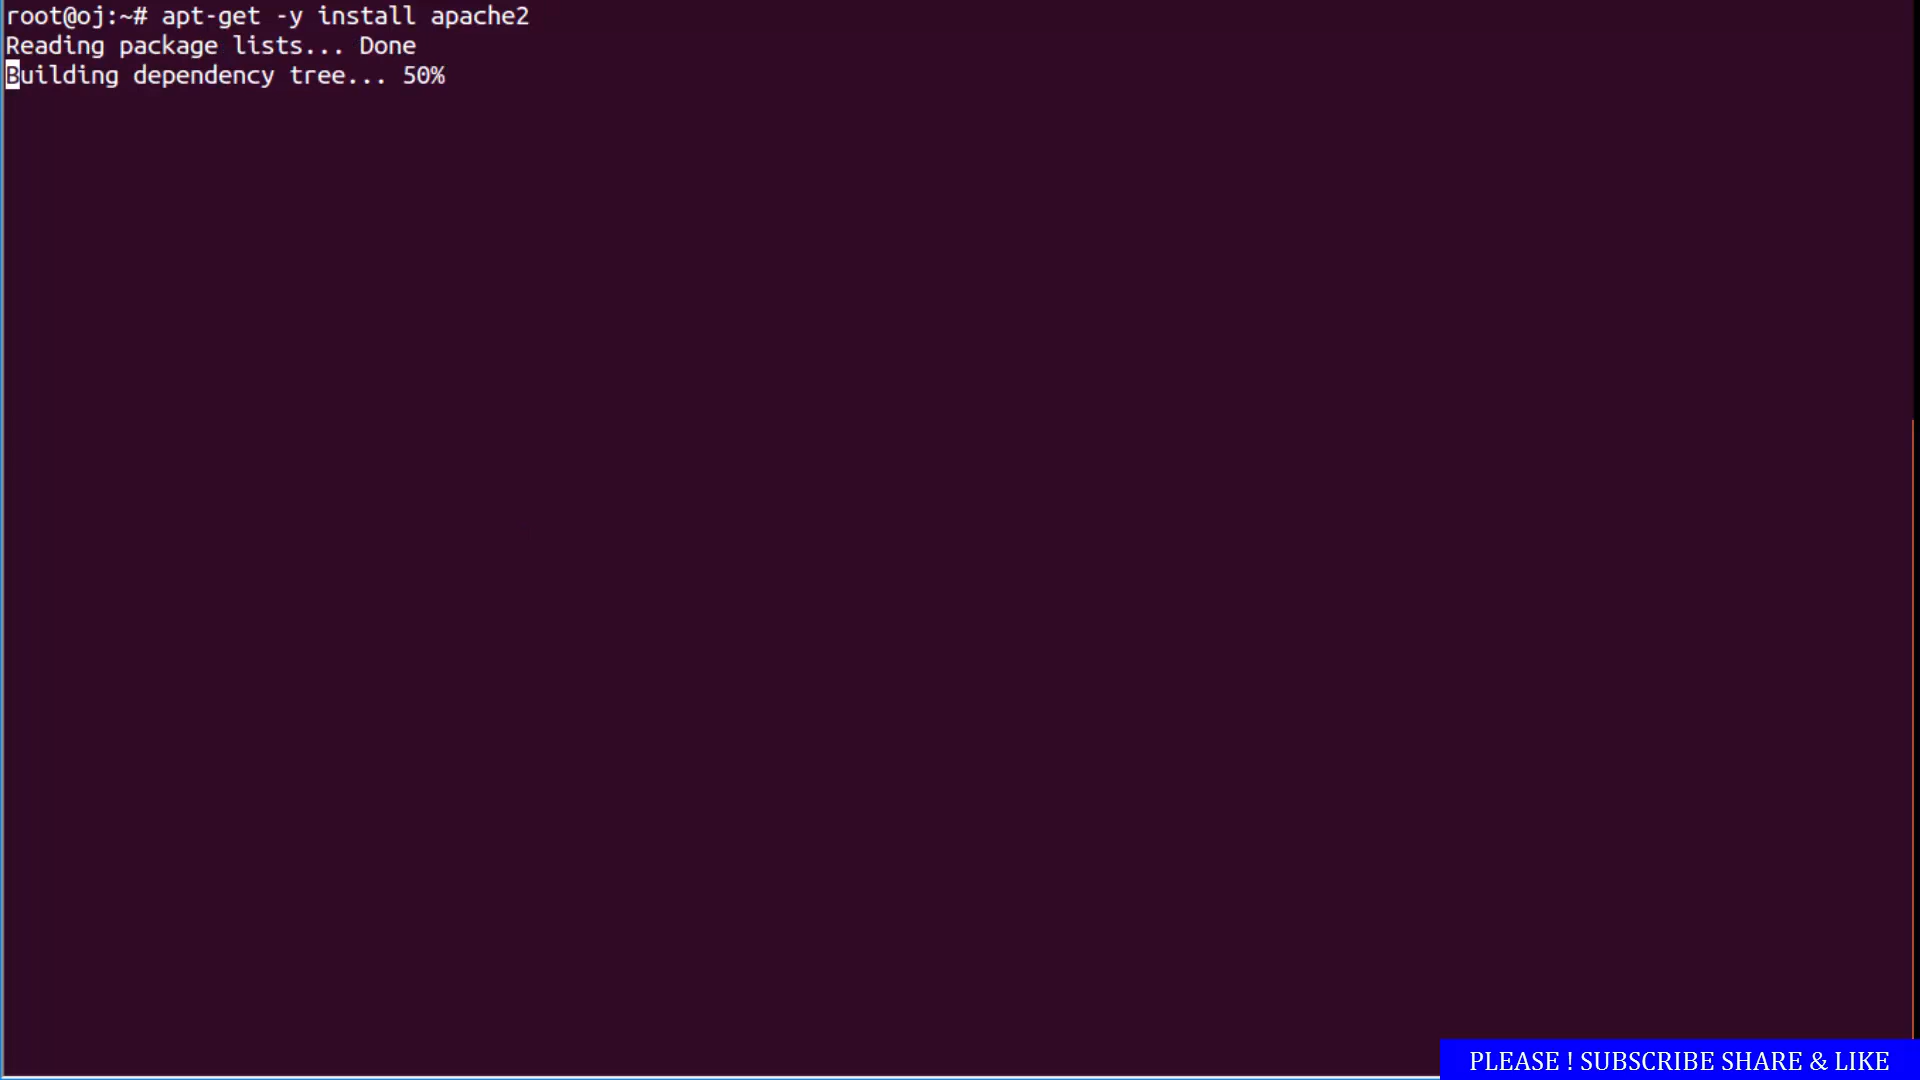 root@oj:~# apt-get -y install apache2
Reading package lists... Done
Building dependency tree... 50%
PLEASE ! SUBSCRIBE SHARE & LIKE